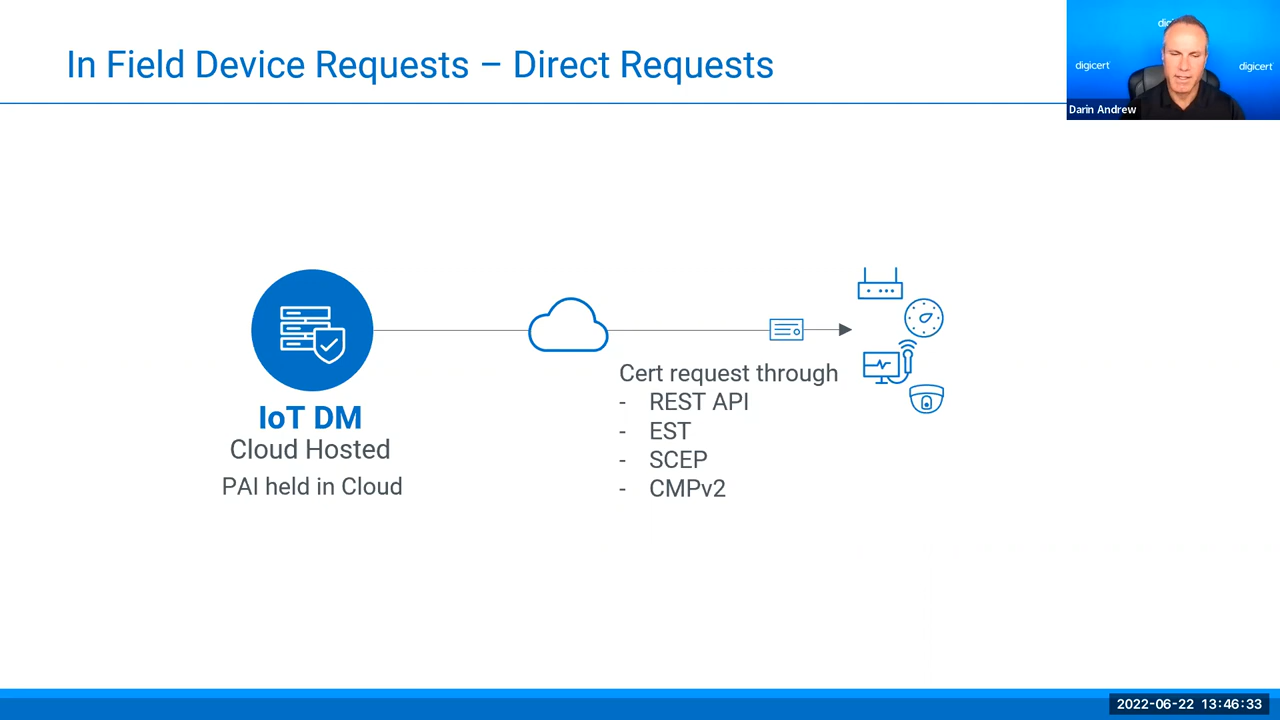 In Field Device Requests – Direct Requests
digicert
digicert
Darin Andrew
IoT DM
Cloud Hosted
PAI held in Cloud
Cert request through
- REST API
- EST
- SCEP
- CMPv2
2022-06-22 13:46:33